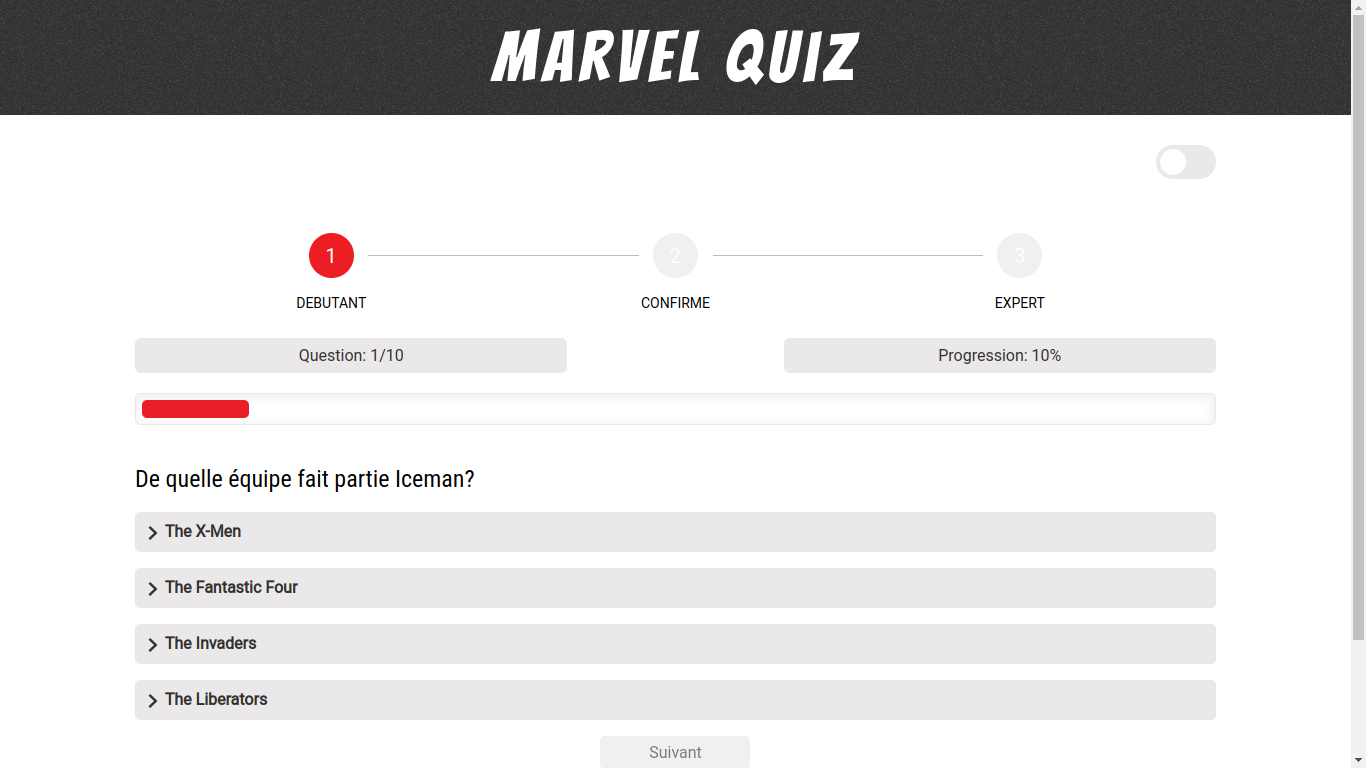 MARVEL QUIZ
1
2
3
DEBUTANT
CONFIRME
EXPERT
Question: 1/10
Progression: 10%
De quelle équipe fait partie Iceman?
The X-Men
The Fantastic Four
The Invaders
The Liberators
Suivant